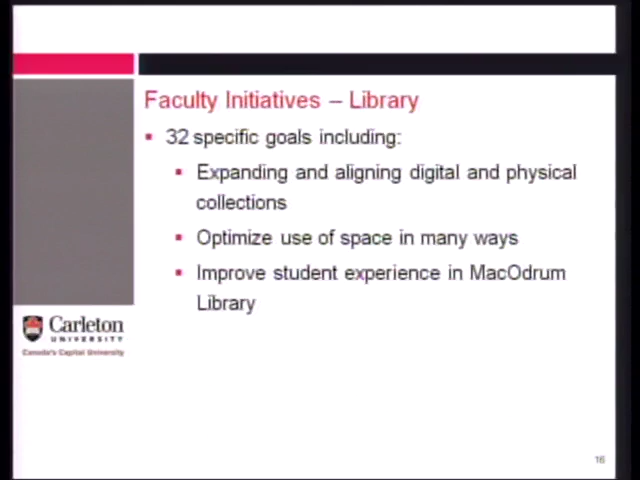 Faculty Initiatives – Library
32 specific goals including:
Expanding and aligning digital and physical
collections
Optimize use of space in many ways
Improve student experience in MacOdrum
Library
Carleton
UNIVERSITY
Canada's Capital University
16